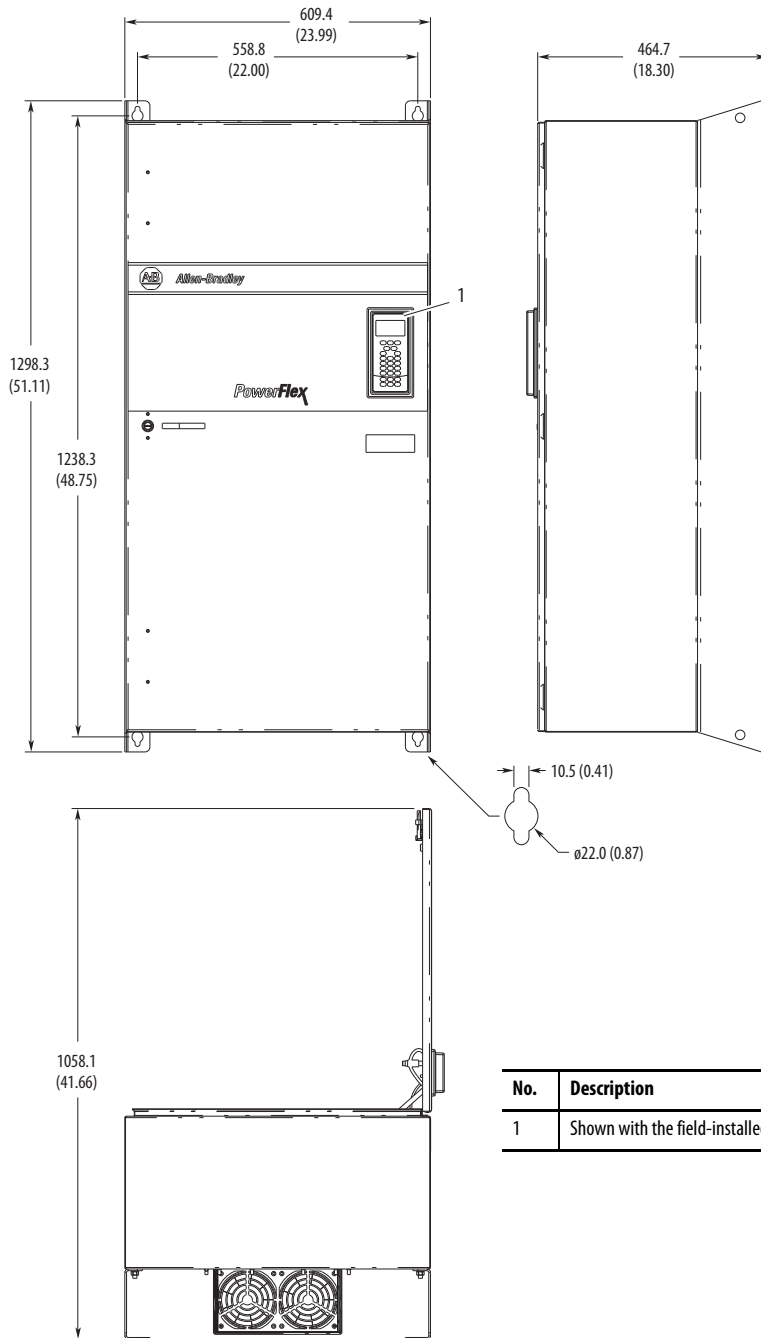 609.4
(23.99)
558.8
(22.00)
464.7
(18.30)
A·B Allen-Bradley
1
1298.3
(51.11)
PowerFlex
1238.3
(48.75)
10.5 (0.41)
ø22.0 (0.87)
1058.1
(41.66)
No. Description
1 Shown with the field-installed